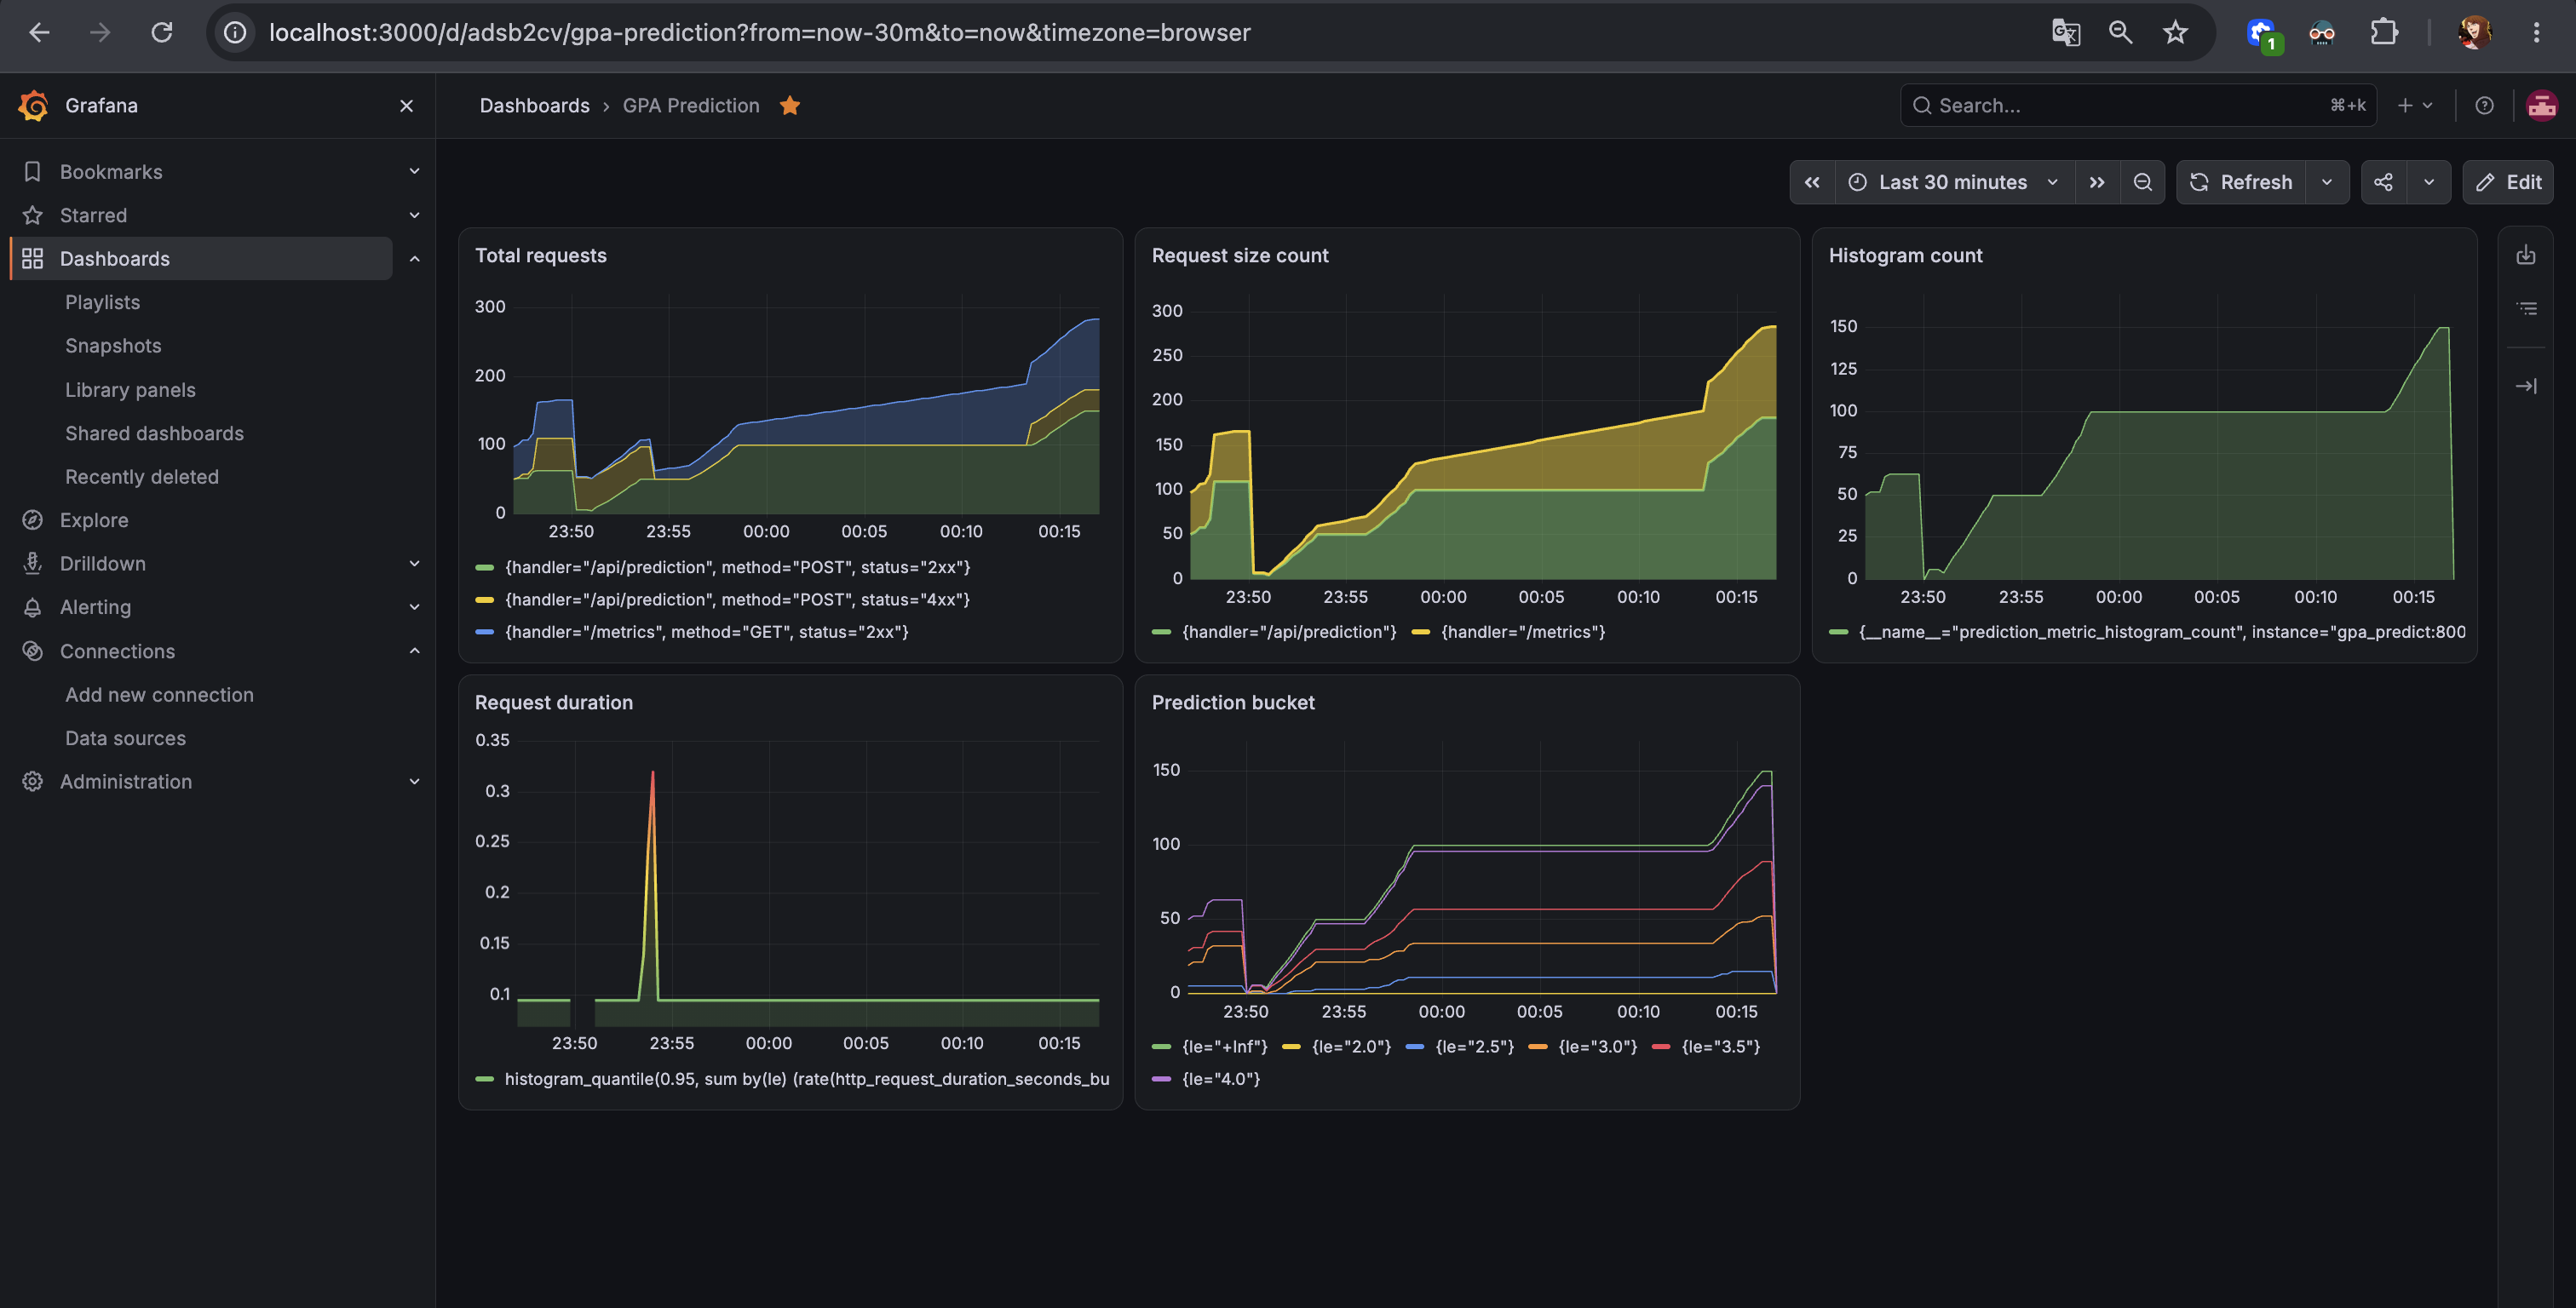 localhost:3000/d/adsb2cv/gpa-prediction?from=now-30m&to=now&timezone=browser
1
Grafana
Dashboards › GPA Prediction
Search...
⌘+k
Bookmarks
Starred
Dashboards
Playlists
Snapshots
Library panels
Shared dashboards
Recently deleted
Explore
Drilldown
Alerting
Connections
Add new connection
Data sources
Administration
Last 30 minutes
Refresh
Edit
Total requests
300
200
100
0
23:50 23:55 00:00 00:05 00:10 00:15
{handler="/api/prediction", method="POST", status="2xx"}
{handler="/api/prediction", method="POST", status="4xx"}
{handler="/metrics", method="GET", status="2xx"}
Request size count
300
250
200
150
100
50
0
23:50 23:55 00:00 00:05 00:10 00:15
{handler="/api/prediction"} {handler="/metrics"}
Histogram count
150
125
100
75
50
25
0
23:50 23:55 00:00 00:05 00:10 00:15
{__name__="prediction_metric_histogram_count", instance="gpa_predict:800
Request duration
0.35
0.3
0.25
0.2
0.15
0.1
23:50 23:55 00:00 00:05 00:10 00:15
histogram_quantile(0.95, sum by(le) (rate(http_request_duration_seconds_bu
Prediction bucket
150
100
50
0
23:50 23:55 00:00 00:05 00:10 00:15
{le="+Inf"} {le="2.0"} {le="2.5"} {le="3.0"} {le="3.5"}
{le="4.0"}